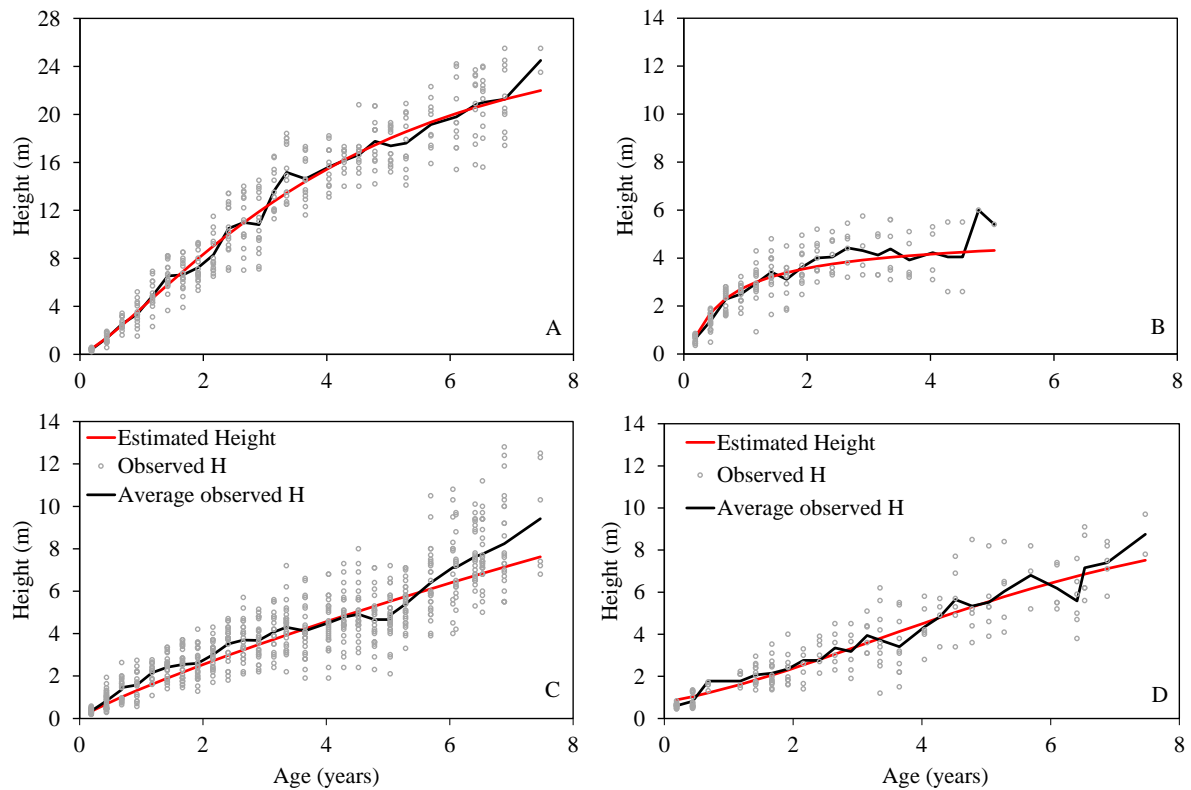 28
24
20
16
12
8
4
0
Height (m)
0 2 4 6 8
A
14
12
10
8
6
4
2
0
Height (m)
0 2 4 6 8
B
14
12
10
8
6
4
2
0
Height (m)
Estimated Height
Observed H
Average observed H
C
0 2 4 6 8
Age (years)
14
12
10
8
6
4
2
0
Height (m)
Estimated Height
Observed H
Average observed H
D
0 2 4 6 8
Age (years)